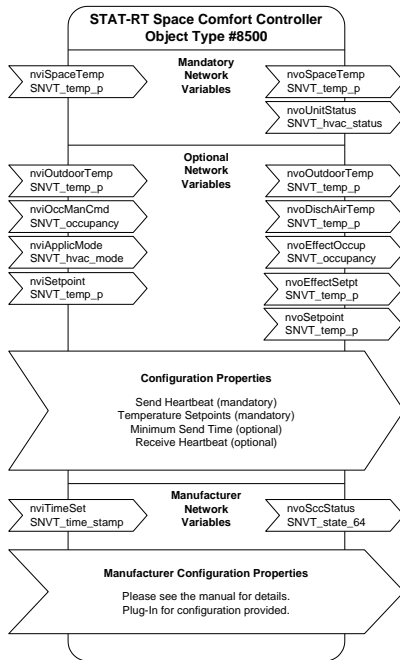 STAT-RT Space Comfort Controller
Object Type #8500
Mandatory
Network
Variables
nviSpaceTemp
SNVT_temp_p
nvoSpaceTemp
SNVT_temp_p
nvoUnitStatus
SNVT_hvac_status
Optional
Network
Variables
nviOutdoorTemp
SNVT_temp_p
nviOccManCmd
SNVT_occupancy
nviApplicMode
SNVT_hvac_mode
nviSetpoint
SNVT_temp_p
nvoOutdoorTemp
SNVT_temp_p
nvoDischAirTemp
SNVT_temp_p
nvoEffectOccup
SNVT_occupancy
nvoEffectSetpt
SNVT_temp_p
nvoSetpoint
SNVT_temp_p
Configuration Properties
Send Heartbeat (mandatory)
Temperature Setpoints (mandatory)
Minimum Send Time (optional)
Receive Heartbeat (optional)
Manufacturer
Network
Variables
nviTimeSet
SNVT_time_stamp
nvoSccStatus
SNVT_state_64
Manufacturer Configuration Properties
Please see the manual for details.
Plug-In for configuration provided.